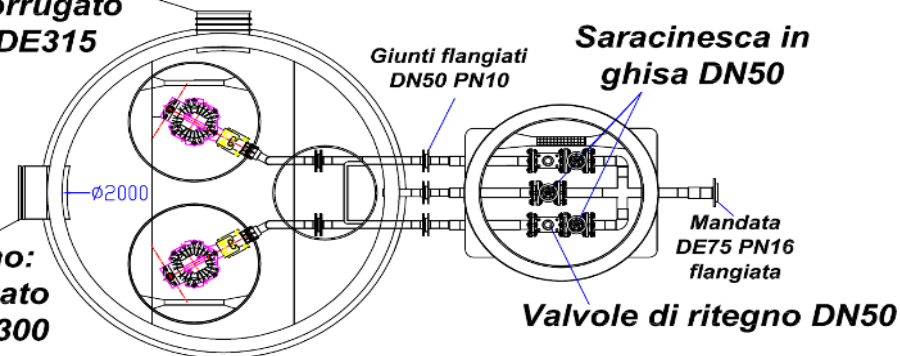 orrugato
DE315
Giunti flangiati
DN50 PN10
Saracinesca in
ghisa DN50
Ø2000
Mandata
DE75 PN16
flangiata
Valvole di ritegno DN50
no:
ato
300